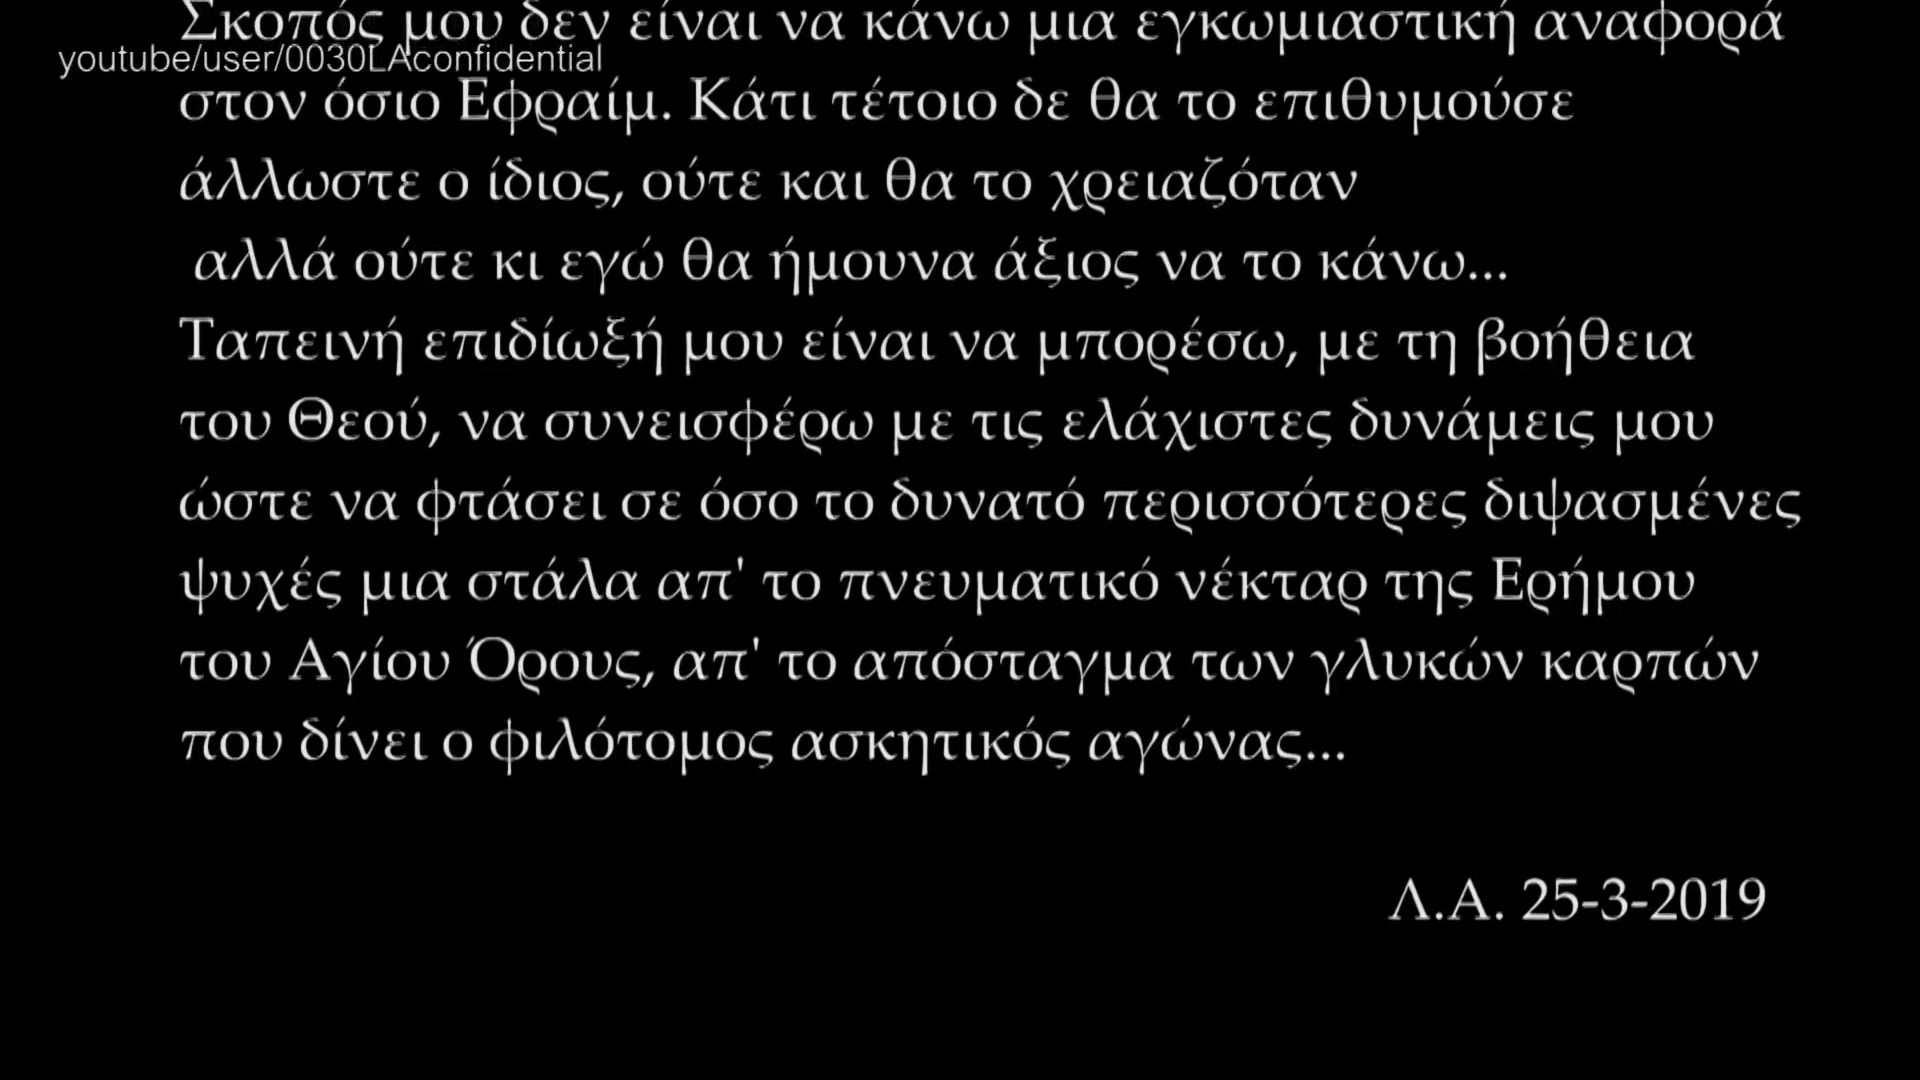 Σκοπός μου δεν είναι να κάνω μια εγκωμιαστική αναφορά
youtube/user/0030LAconfidential
στον όσιο Εφραίμ. Κάτι τέτοιο δε θα το επιθυμούσε
άλλωστε ο ίδιος, ούτε και θα το χρειαζόταν
αλλά ούτε κι εγώ θα ήμουνα άξιος να το κάνω...
Ταπεινή επιδίωξή μου είναι να μπορέσω, με τη βοήθεια
του Θεού, να συνεισφέρω με τις ελάχιστες δυνάμεις μου
ώστε να φτάσει σε όσο το δυνατό περισσότερες διψασμένες
ψυχές μια στάλα απ' το πνευματικό νέκταρ της Ερήμου
του Αγίου Όρους, απ' το απόσταγμα των γλυκών καρπών
που δίνει ο φιλότομος ασκητικός αγώνας...
Λ.Α. 25-3-2019